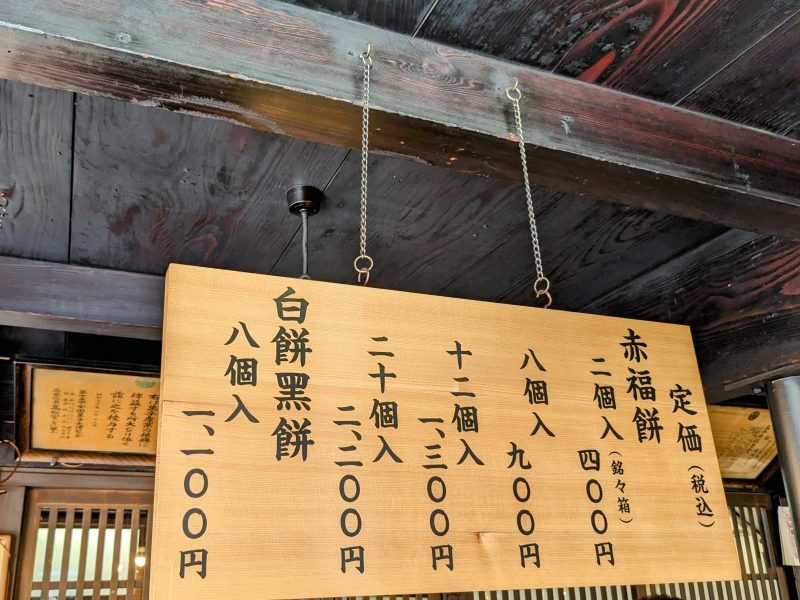 定価(税込)
赤福餅
二個入(銘々箱)四〇〇円
八個入 九〇〇円
十二個入 一、三〇〇円
二十個入 二、二〇〇円
白餅黑餅
八個入 一、一〇〇円